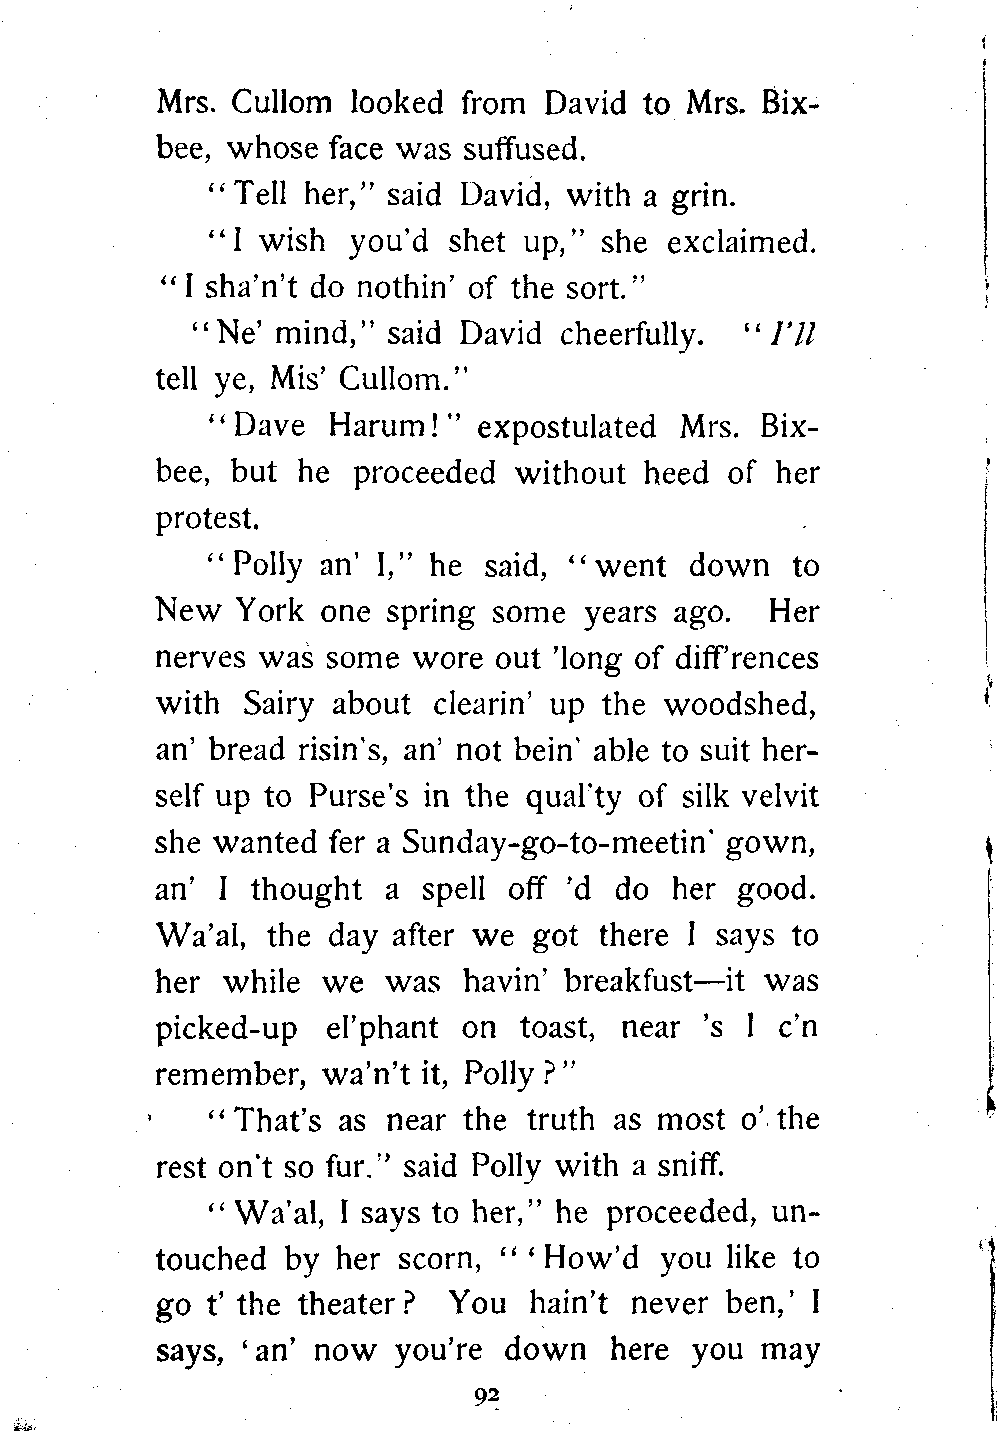 Mrs. Cullom looked from David to Mrs. Bix-
bee, whose face was suffused.
“Tell her,” said David, with a grin.
“I wish you'd shet up,” she exclaimed.
“I sha'n't do nothin' of the sort.”
“Ne' mind,” said David cheerfully. “I'll
tell ye, Mis' Cullom.”
“Dave Harum!” expostulated Mrs. Bix-
bee, but he proceeded without heed of her
protest.
“Polly an' I,” he said, “went down to
New York one spring some years ago. Her
nerves was some wore out 'long of diff'rences
with Sairy about clearin' up the woodshed,
an' bread risin's, an' not bein' able to suit her-
self up to Purse's in the qual'ty of silk velvit
she wanted fer a Sunday-go-to-meetin' gown,
an' I thought a spell off 'd do her good.
Wa'al, the day after we got there I says to
her while we was havin' breakfust—it was
picked-up el'phant on toast, near 's I c'n
remember, wa'n't it, Polly?”
“That's as near the truth as most o' the
rest on't so fur.” said Polly with a sniff.
“Wa'al, I says to her,” he proceeded, un-
touched by her scorn, “‘How'd you like to
go t' the theater? You hain't never ben,' I
says, ‘an' now you're down here you may
92